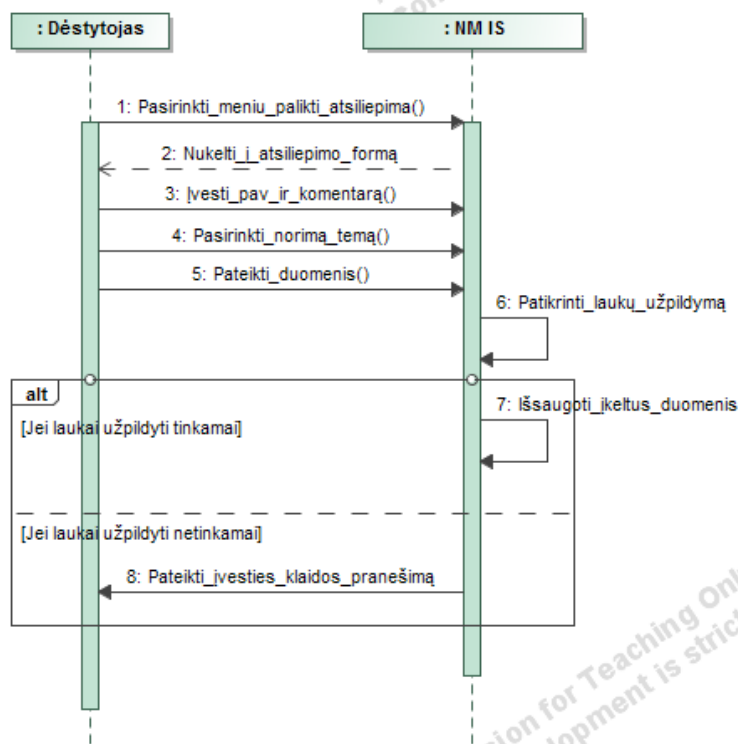 : Dėstytojas
: NM IS
1: Pasirinkti_meniu_palikti_atsiliepima()
2: Nukelti_į_atsiliepimo_formą
3: Įvesti_pav_ir_komentarą()
4: Pasirinkti_norimą_temą()
5: Pateikti_duomenis()
6: Patikrinti_laukų_užpildymą
alt
7: Išsaugoti_įkeltus_duomenis
[Jei laukai užpildyti tinkamai]
[Jei laukai užpildyti netinkamai]
8: Pateikti_įvesties_klaidos_pranešimą
for Teaching
is